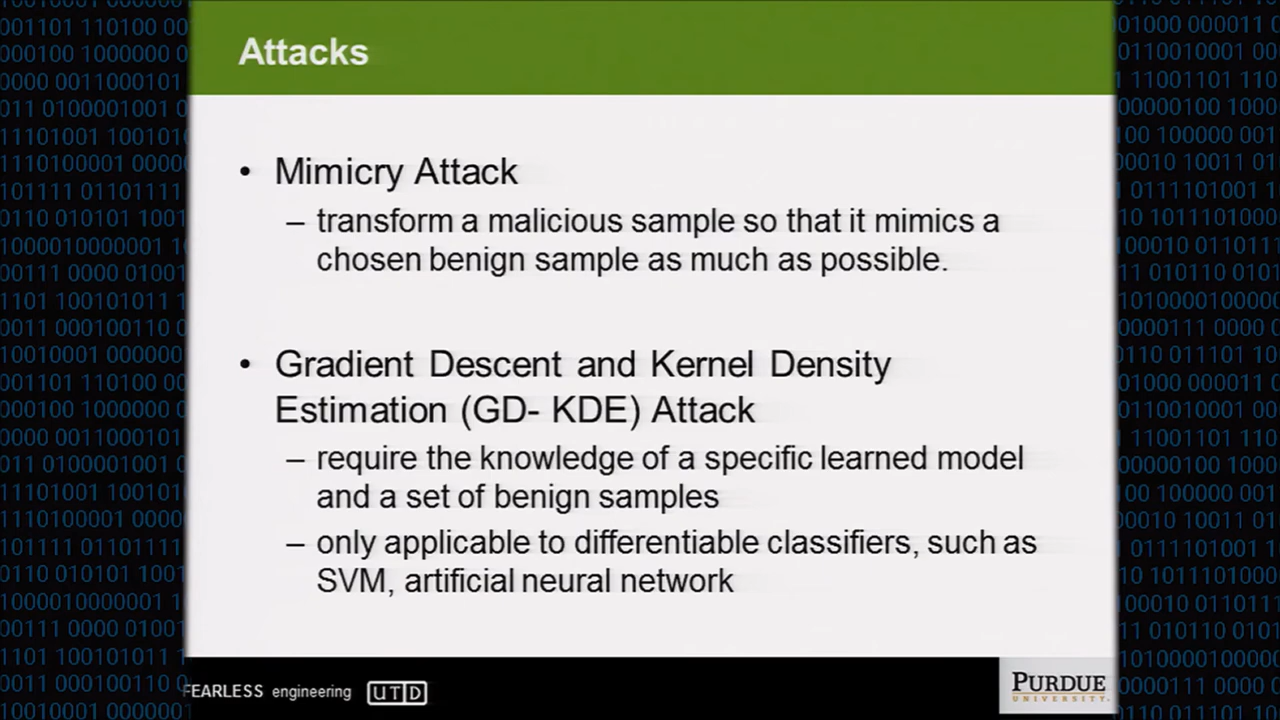 Attacks
• Mimicry Attack
– transform a malicious sample so that it mimics a
chosen benign sample as much as possible.
• Gradient Descent and Kernel Density
Estimation (GD- KDE) Attack
– require the knowledge of a specific learned model
and a set of benign samples
– only applicable to differentiable classifiers, such as
SVM, artificial neural network
FEARLESS engineering UTD
PURDUE
UNIVERSITY